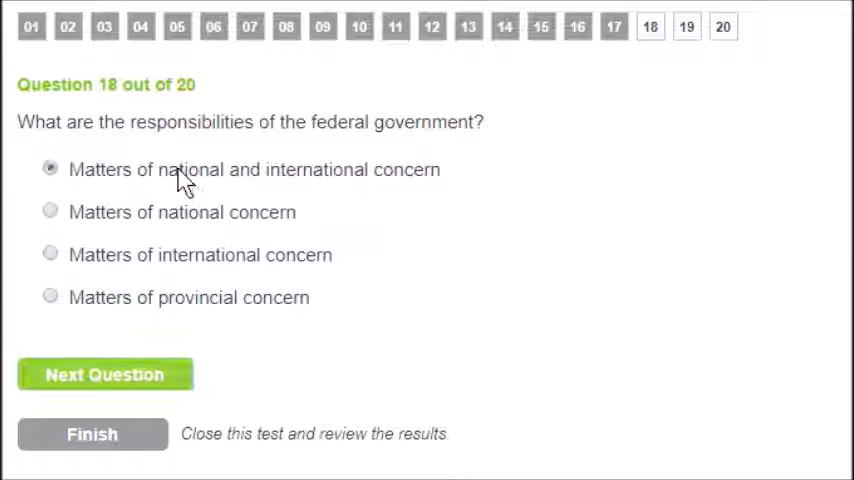 01 02 03 04 05 06 07 08 09 10 11 12 13 14 15 16 17 18 19 20
Question 18 out of 20
What are the responsibilities of the federal government?
Matters of national and international concern
Matters of national concern
Matters of international concern
Matters of provincial concern
Next Question
Finish Close this test and review the results.